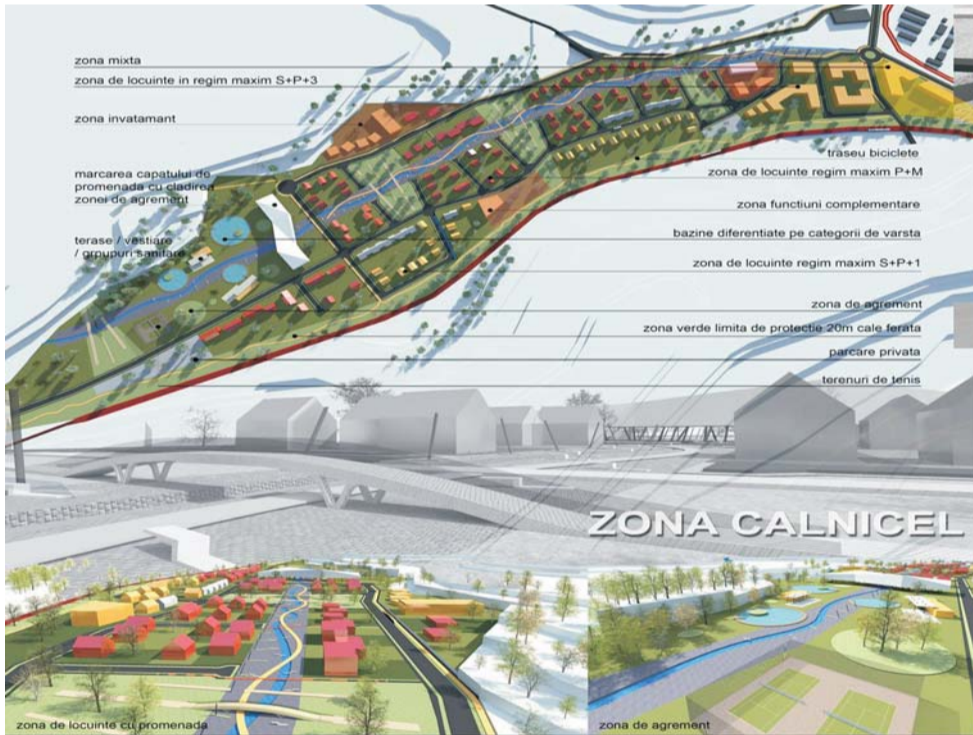 zona mixta
zona de locuinte in regim maxim S+P+3
zona invatamant
marcarea capatului de
promenada cu cladirea
zonei de agrement
terase / vestiare
/ grpupuri sanitare
traseu biciclete
zona de locuinte regim maxim P+M
zona functiuni complementare
bazine diferentiate pe categorii de varsta
zona de locuinte regim maxim S+P+1
zona de agrement
zona verde limita de protectie 20m cale ferata
parcare privata
terenuri de tenis
ZONA CALNICEL
zona de locuinte cu promenada
zona de agrement